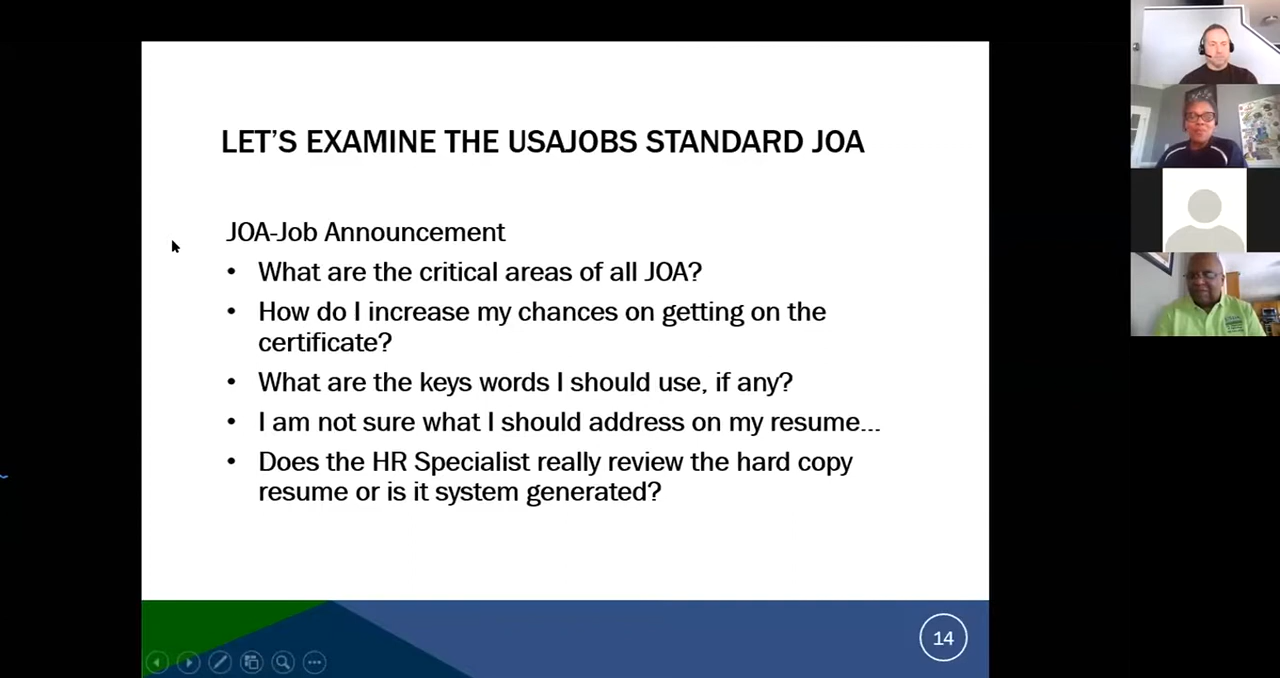 LET'S EXAMINE THE USAJOBS STANDARD JOA
JOA-Job Announcement
• What are the critical areas of all JOA?
• How do I increase my chances on getting on the
certificate?
• What are the keys words I should use, if any?
• I am not sure what I should address on my resume...
• Does the HR Specialist really review the hard copy
resume or is it system generated?
14